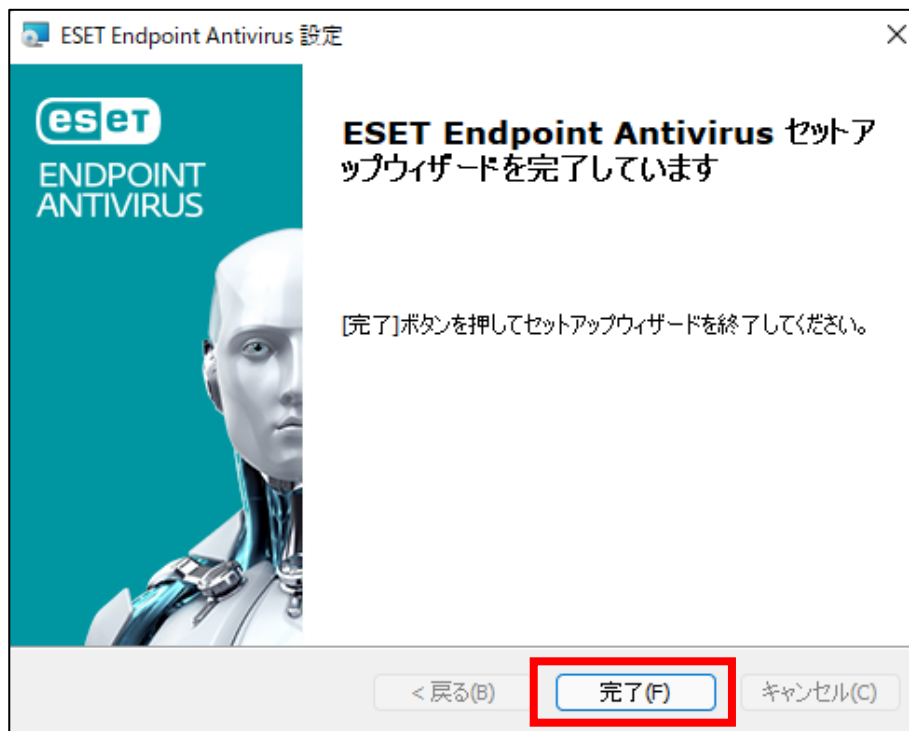 ESET Endpoint Antivirus 設定
eset
ENDPOINT
ANTIVIRUS
ESET Endpoint Antivirus セットア
ップウィザードを完了しています
[完了]ボタンを押してセットアップウィザードを終了してください。
< 戻る(B)
完了(F)
キャンセル(C)